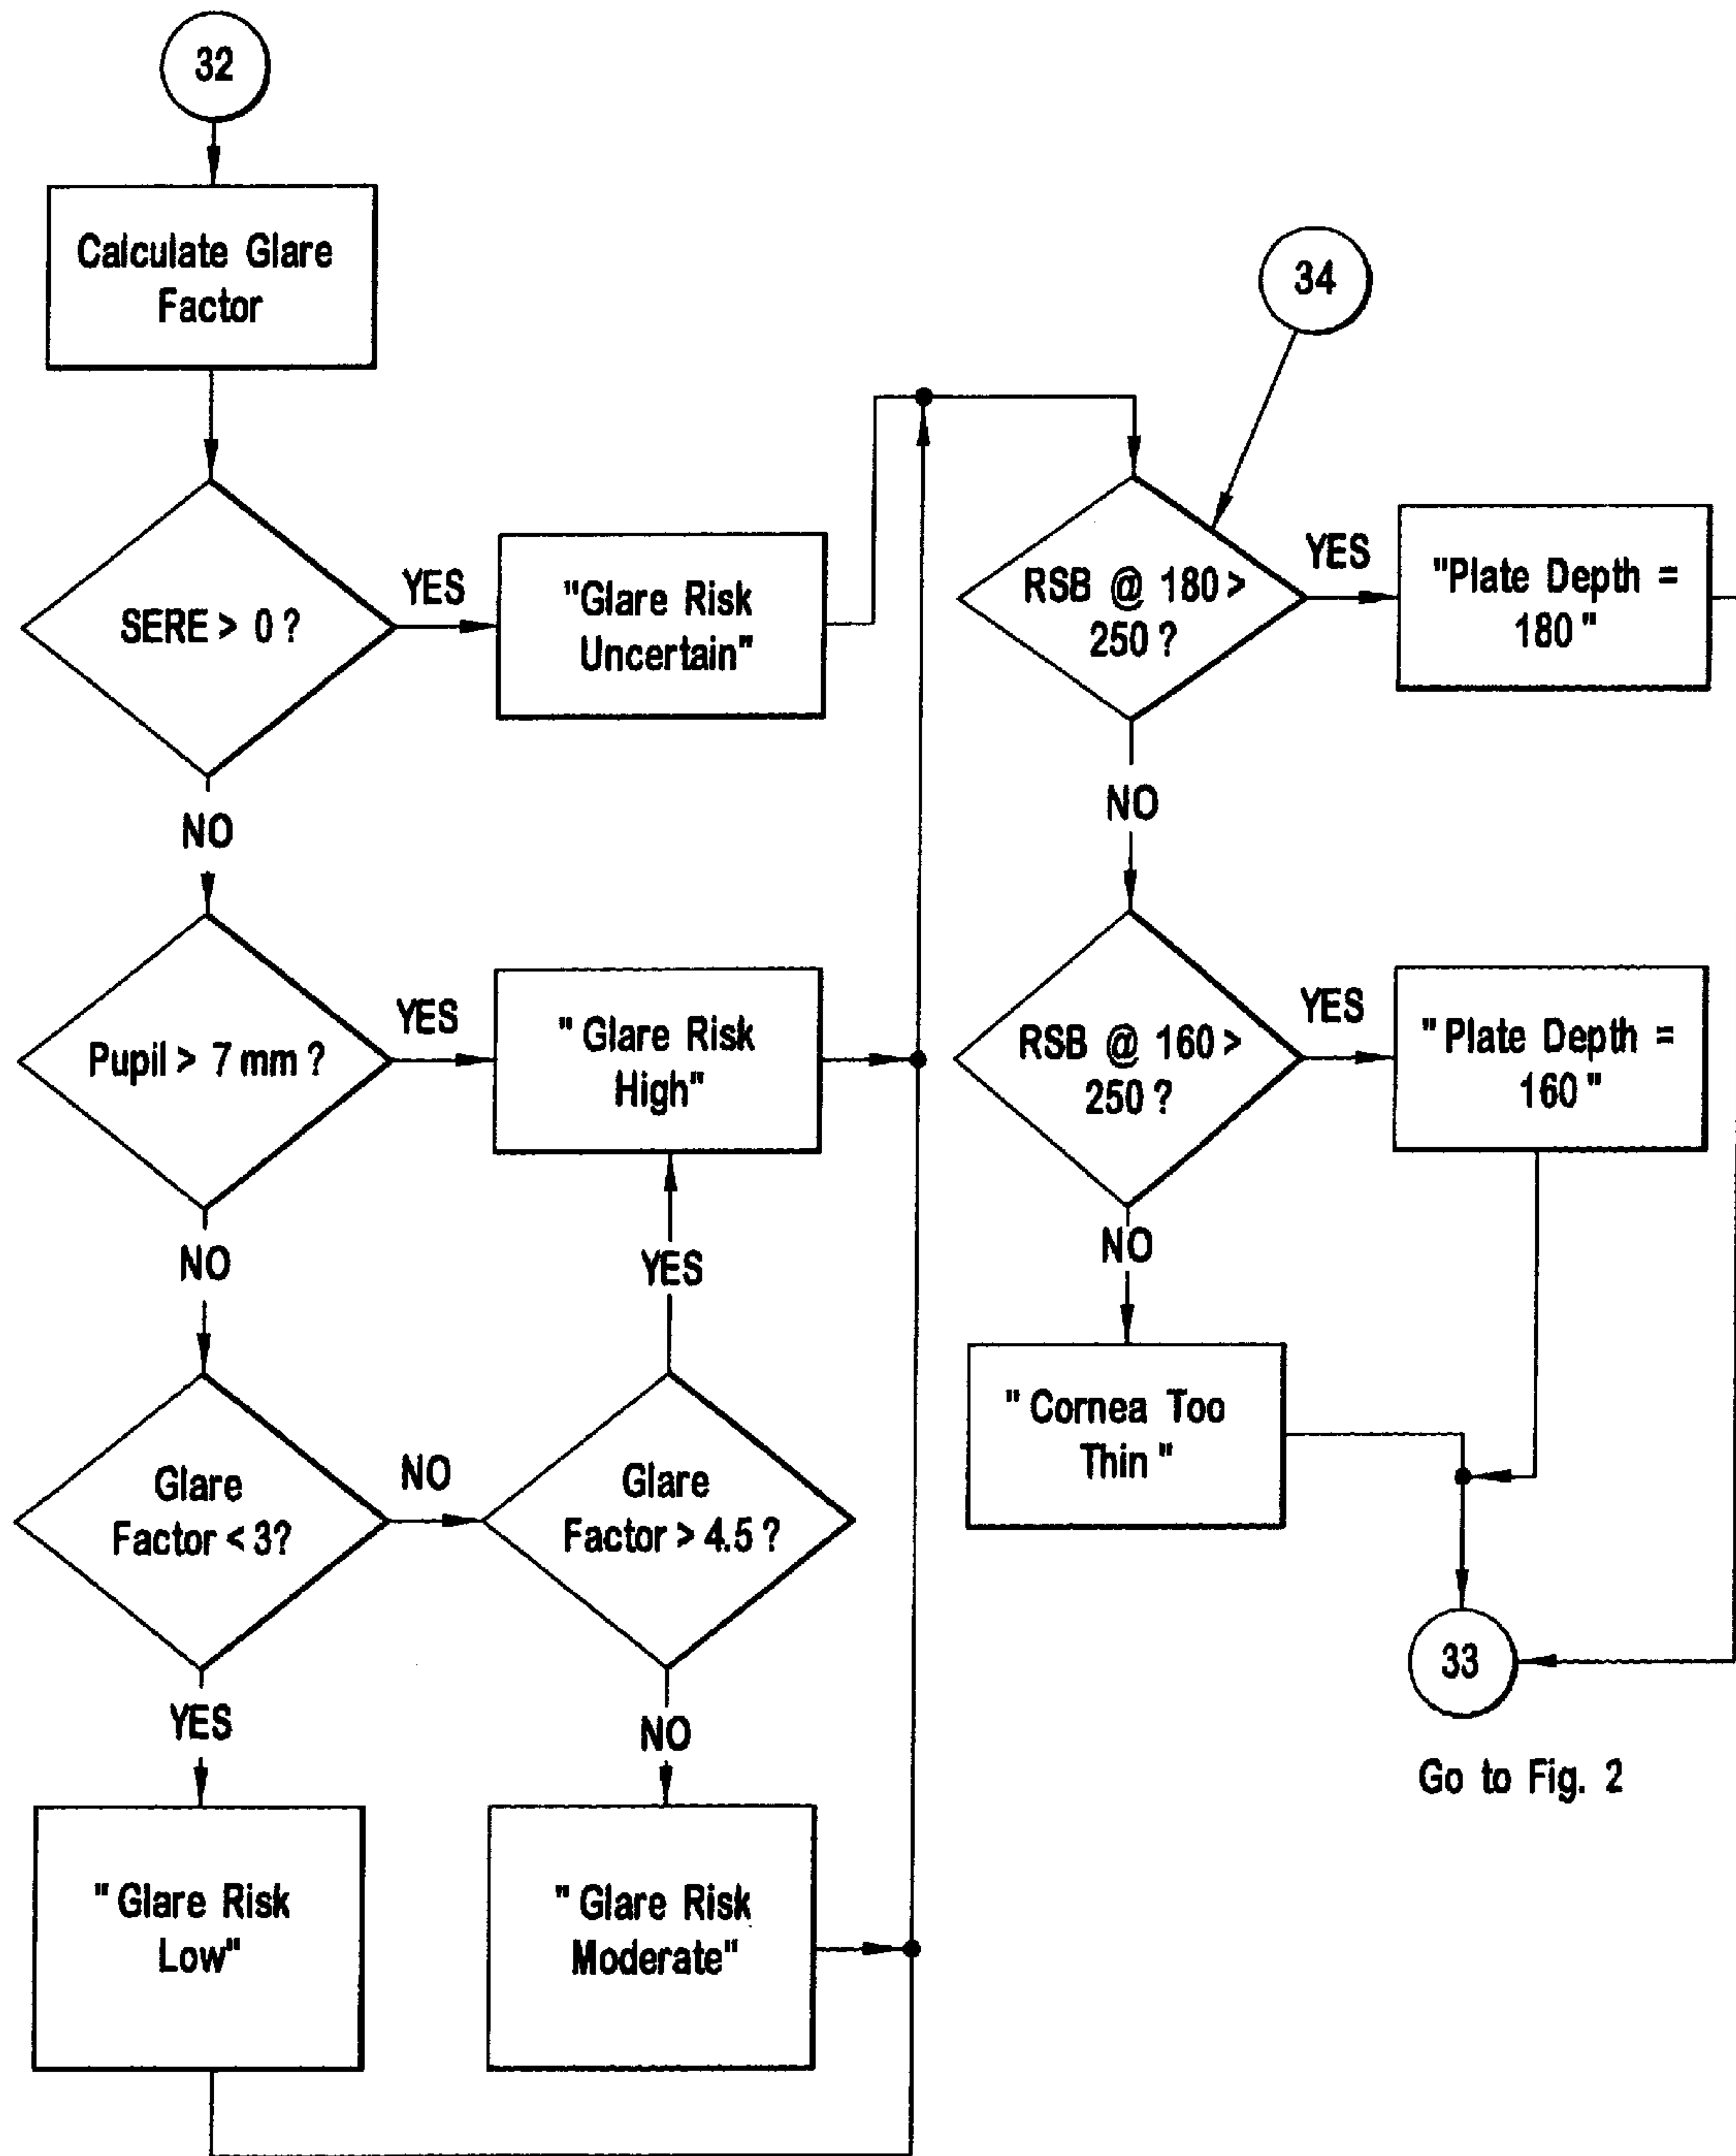 32
Calculate Glare
Factor
SERE > 0 ?
YES
"Glare Risk
Uncertain"
NO
Pupil > 7 mm ?
YES
" Glare Risk
High"
NO
YES
Glare
Factor < 3?
NO
Glare
Factor > 4.5 ?
YES
NO
" Glare Risk
Low"
" Glare Risk
Moderate"
34
RSB @ 180 >
250 ?
YES
"Plate Depth =
180 "
NO
RSB @ 160 >
250 ?
YES
" Plate Depth =
160 "
NO
" Cornea Too
Thin "
33
Go to Fig. 2